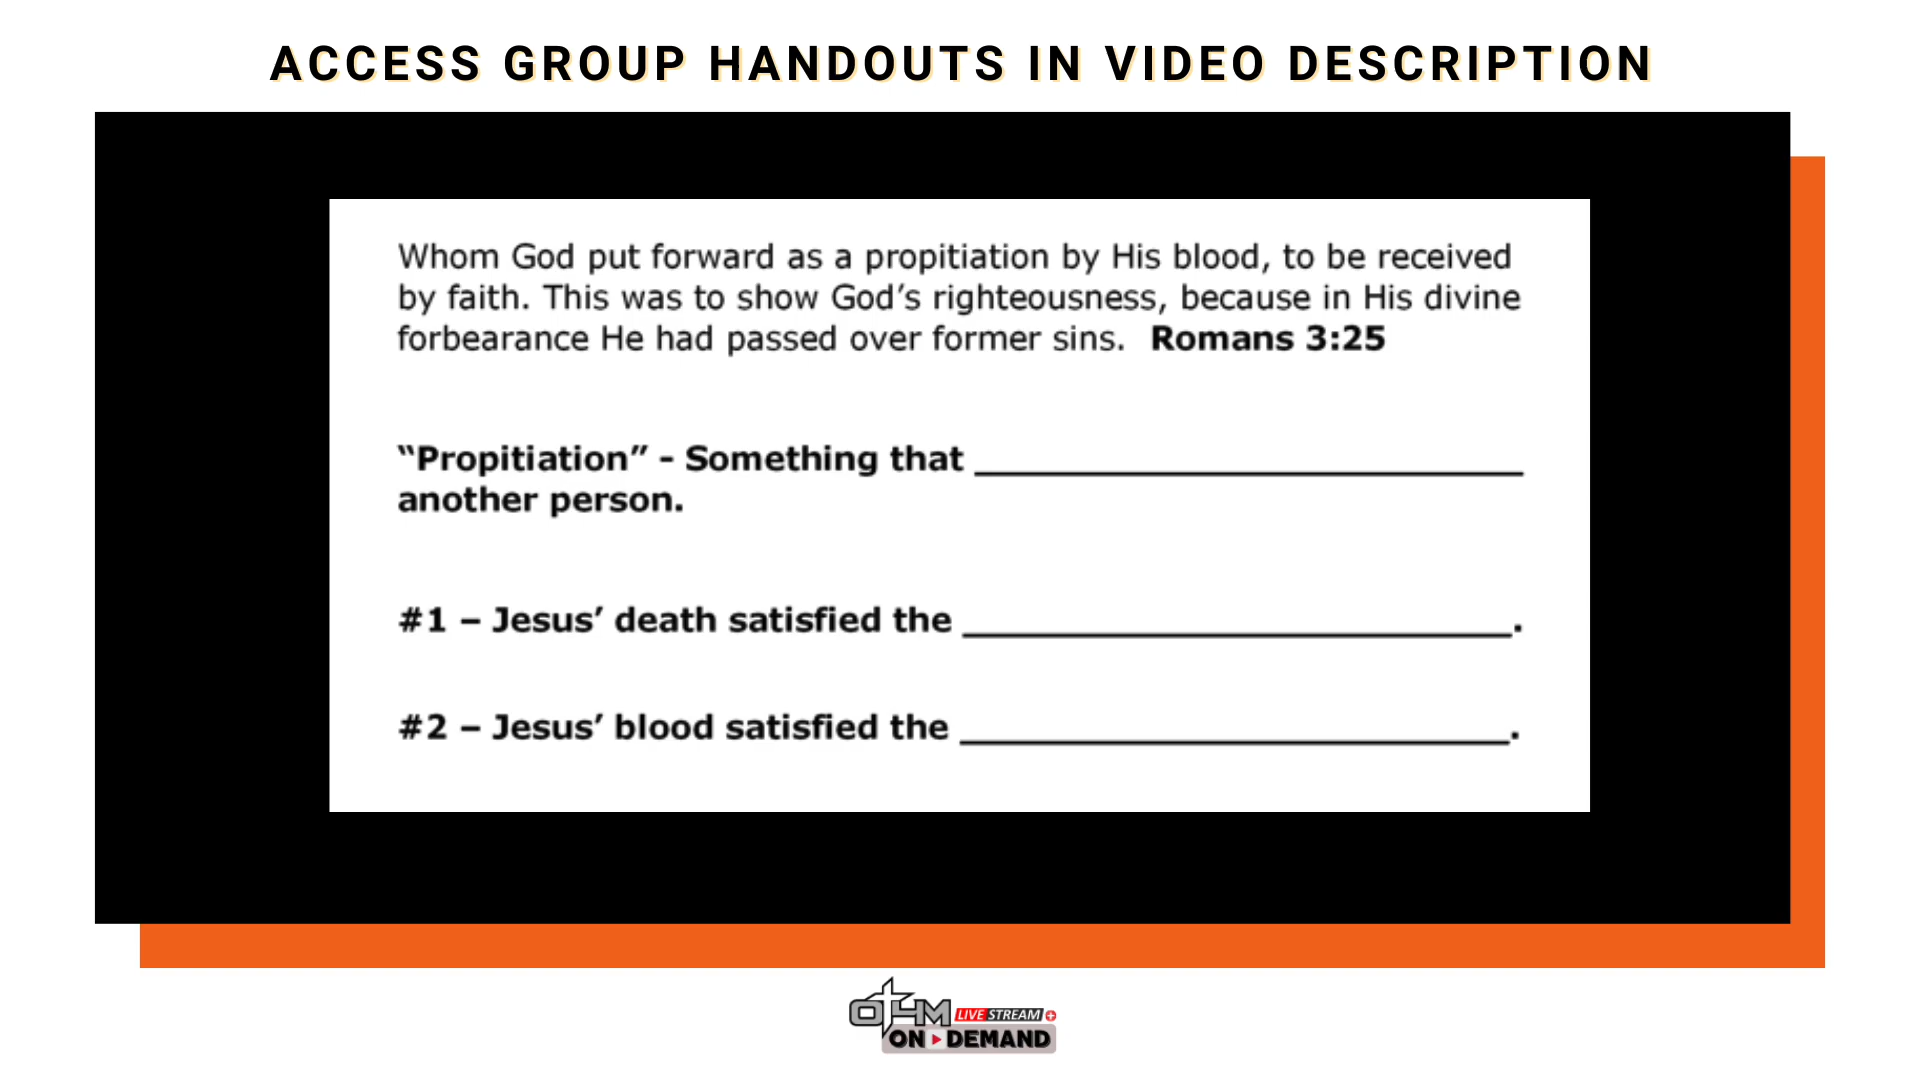 ACCESS GROUP HANDOUTS IN VIDEO DESCRIPTION
Whom God put forward as a propitiation by His blood, to be received
by faith. This was to show God’s righteousness, because in His divine
forbearance He had passed over former sins. Romans 3:25
“Propitiation” - Something that ______________________________
another person.
#1 – Jesus’ death satisfied the ______________________________.
#2 – Jesus’ blood satisfied the ______________________________.
O4M LIVE STREAM
ON DEMAND